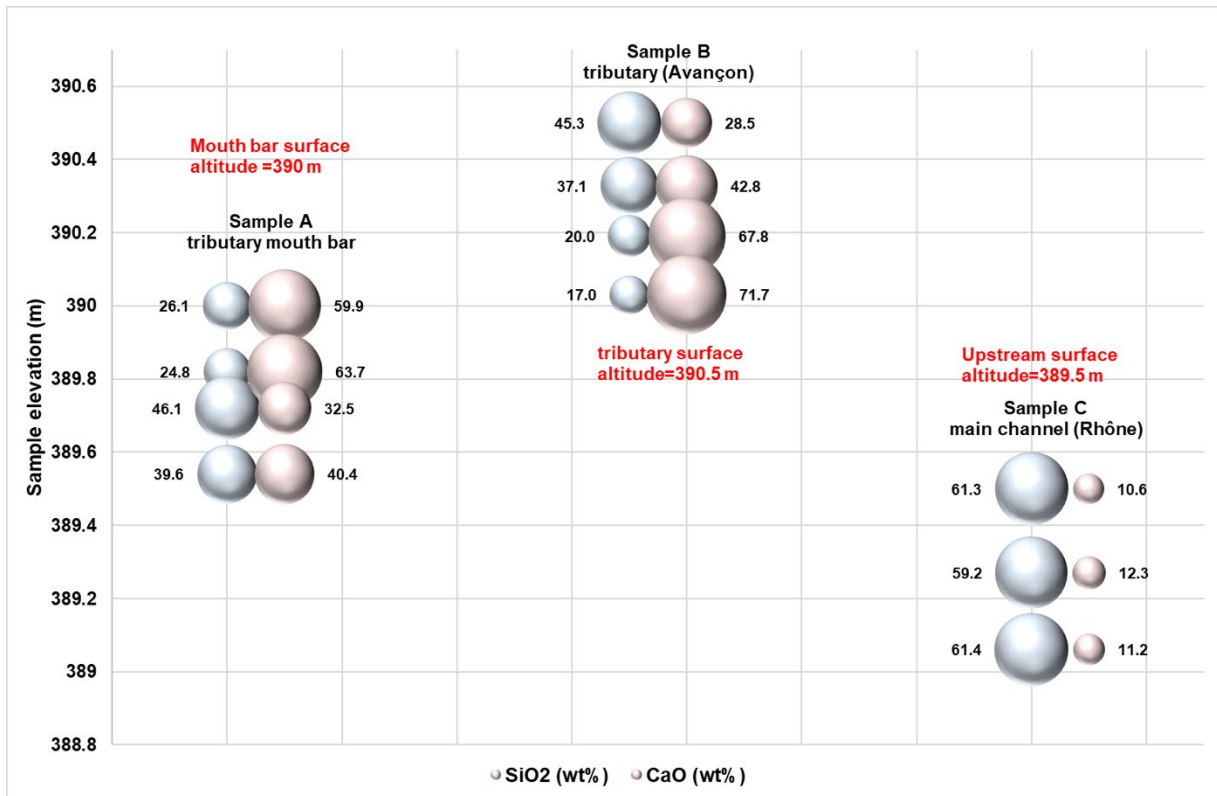 Sample B
tributary (Avançon)
390.6
45.3
28.5
Mouth bar surface
altitude =390 m
390.4
37.1
42.8
Sample A
tributary mouth bar
390.2
20.0
67.8
26.1
59.9
17.0
71.7
390
tributary surface
altitude=390.5 m
Upstream surface
altitude=389.5 m
24.8
63.7
389.8
46.1
32.5
Sample C
main channel (Rhône)
389.6
39.6
40.4
61.3
10.6
389.4
59.2
12.3
389.2
61.4
11.2
389
388.8
Sample elevation (m)
SiO2 (wt%)
CaO (wt%)